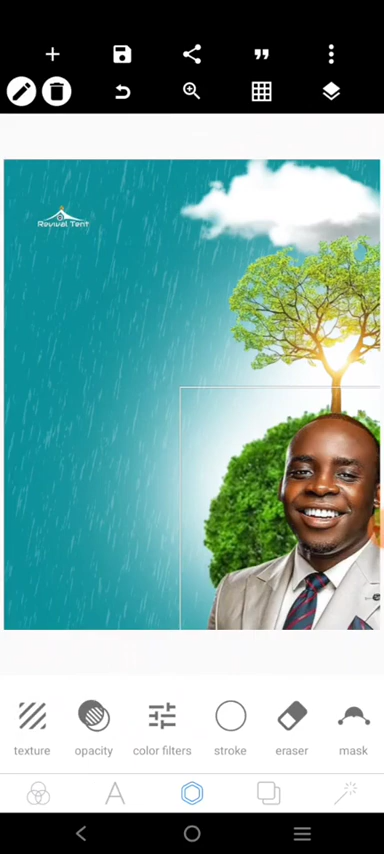 Revival Tent
texture
opacity
color filters
stroke
eraser
mask